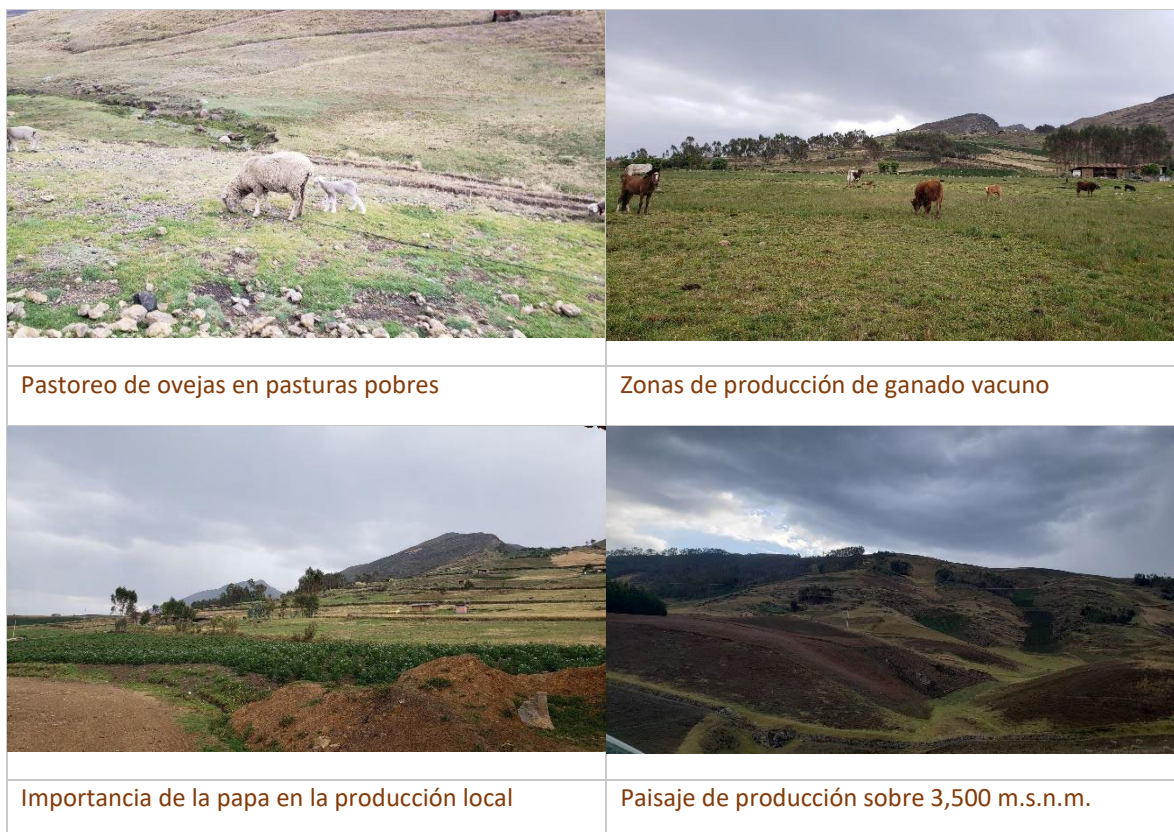 Pastoreo de ovejas en pasturas pobres
Zonas de producción de ganado vacuno
Importancia de la papa en la producción local
Paisaje de producción sobre 3,500 m.s.n.m.